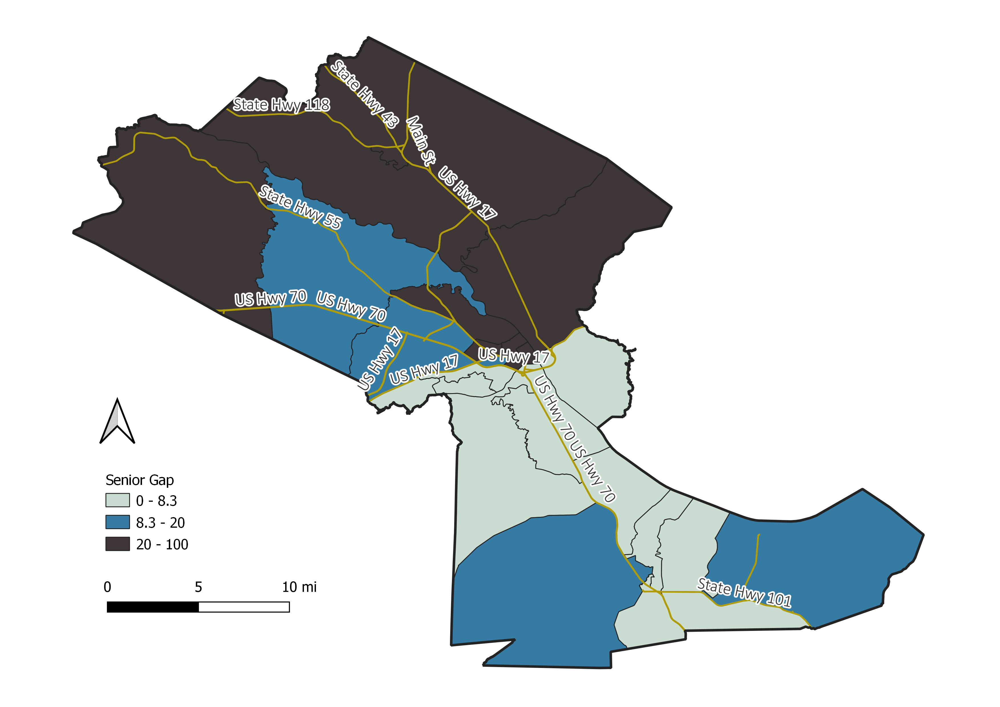 State Hwy 43
State Hwy 118
Main St
US Hwy 17
State Hwy 55
US Hwy 70
US Hwy 70
US Hwy 17
US Hwy 17
US Hwy 17
US Hwy 70
US Hwy 70
State Hwy 101
Senior Gap
0 - 8.3
8.3 - 20
20 - 100
0 5 10 mi